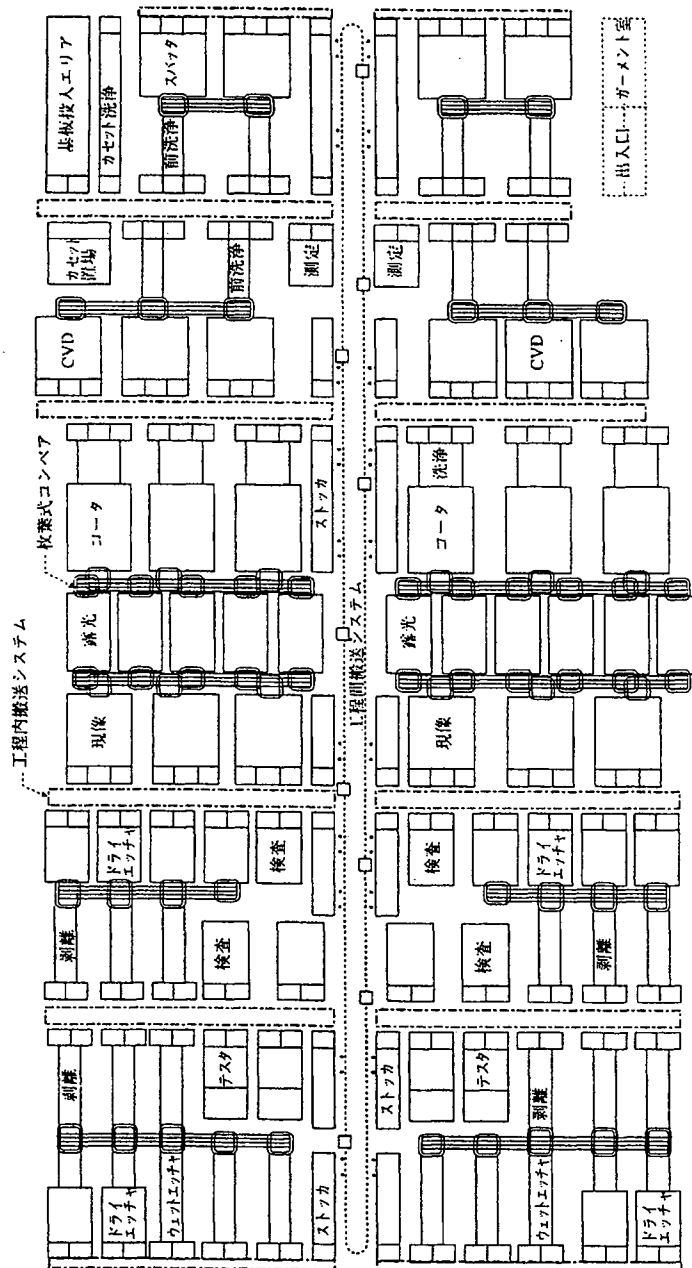 基板投入エリア
カセット洗浄
スパッタ
前洗浄
ガーメント室
出入口
カセット
置場
前洗浄
測定
測定
CVD
CVD
枚葉式コンベア
コータ
ストッカ
洗浄
コータ
工程内搬送システム
露光
現像
工程間搬送システム
露光
現像
ドライ
エッチャ
検査
剥離
検査
検査
ドライ
エッチャ
検査
剥離
剥離
テスタ
ドライ
エッチャ
ウェットエッチャ
ストッカ
ストッカ
テスタ
剥離
ウェットエッチャ
ドライ
エッチャ